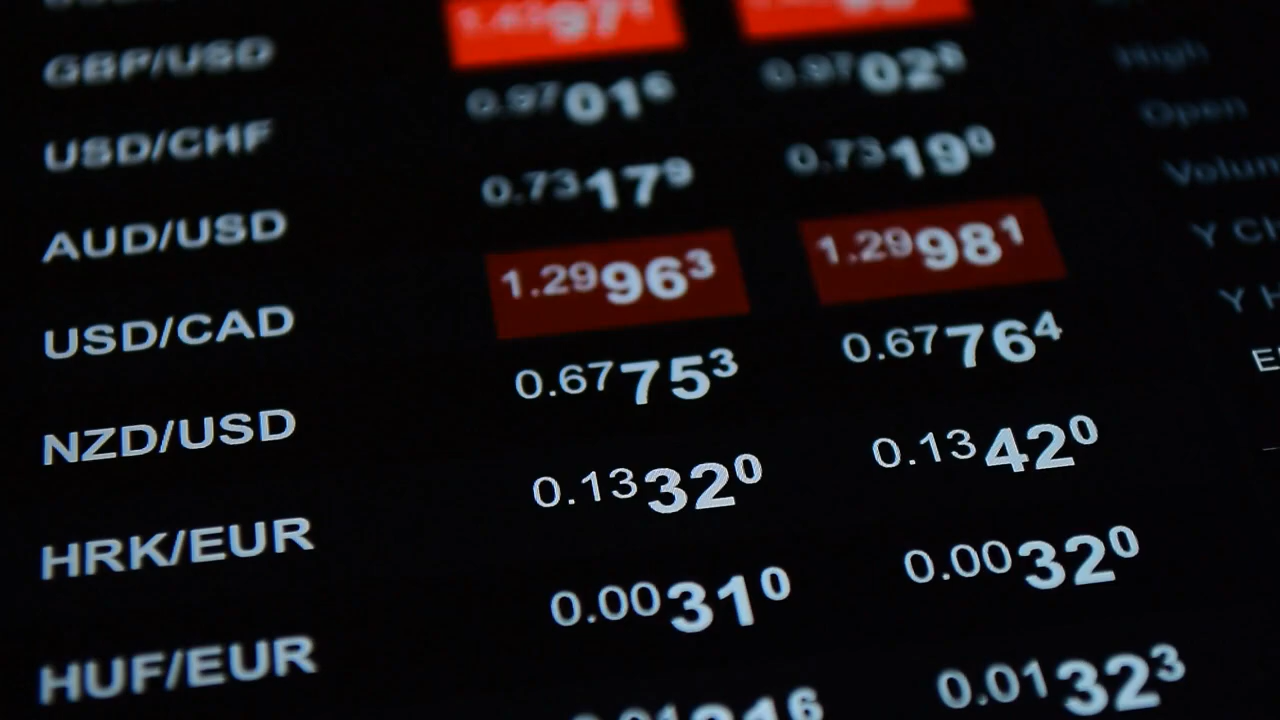 GBP/USD
USD/CHF 0.97016 0.97028
AUD/USD 0.73179 0.73190
USD/CAD 1.29963 1.29981
NZD/USD 0.67753 0.67764
HRK/EUR 0.13320 0.13420
HUF/EUR 0.00310 0.00320
0.01323
High
Open
Volun
Y
Y